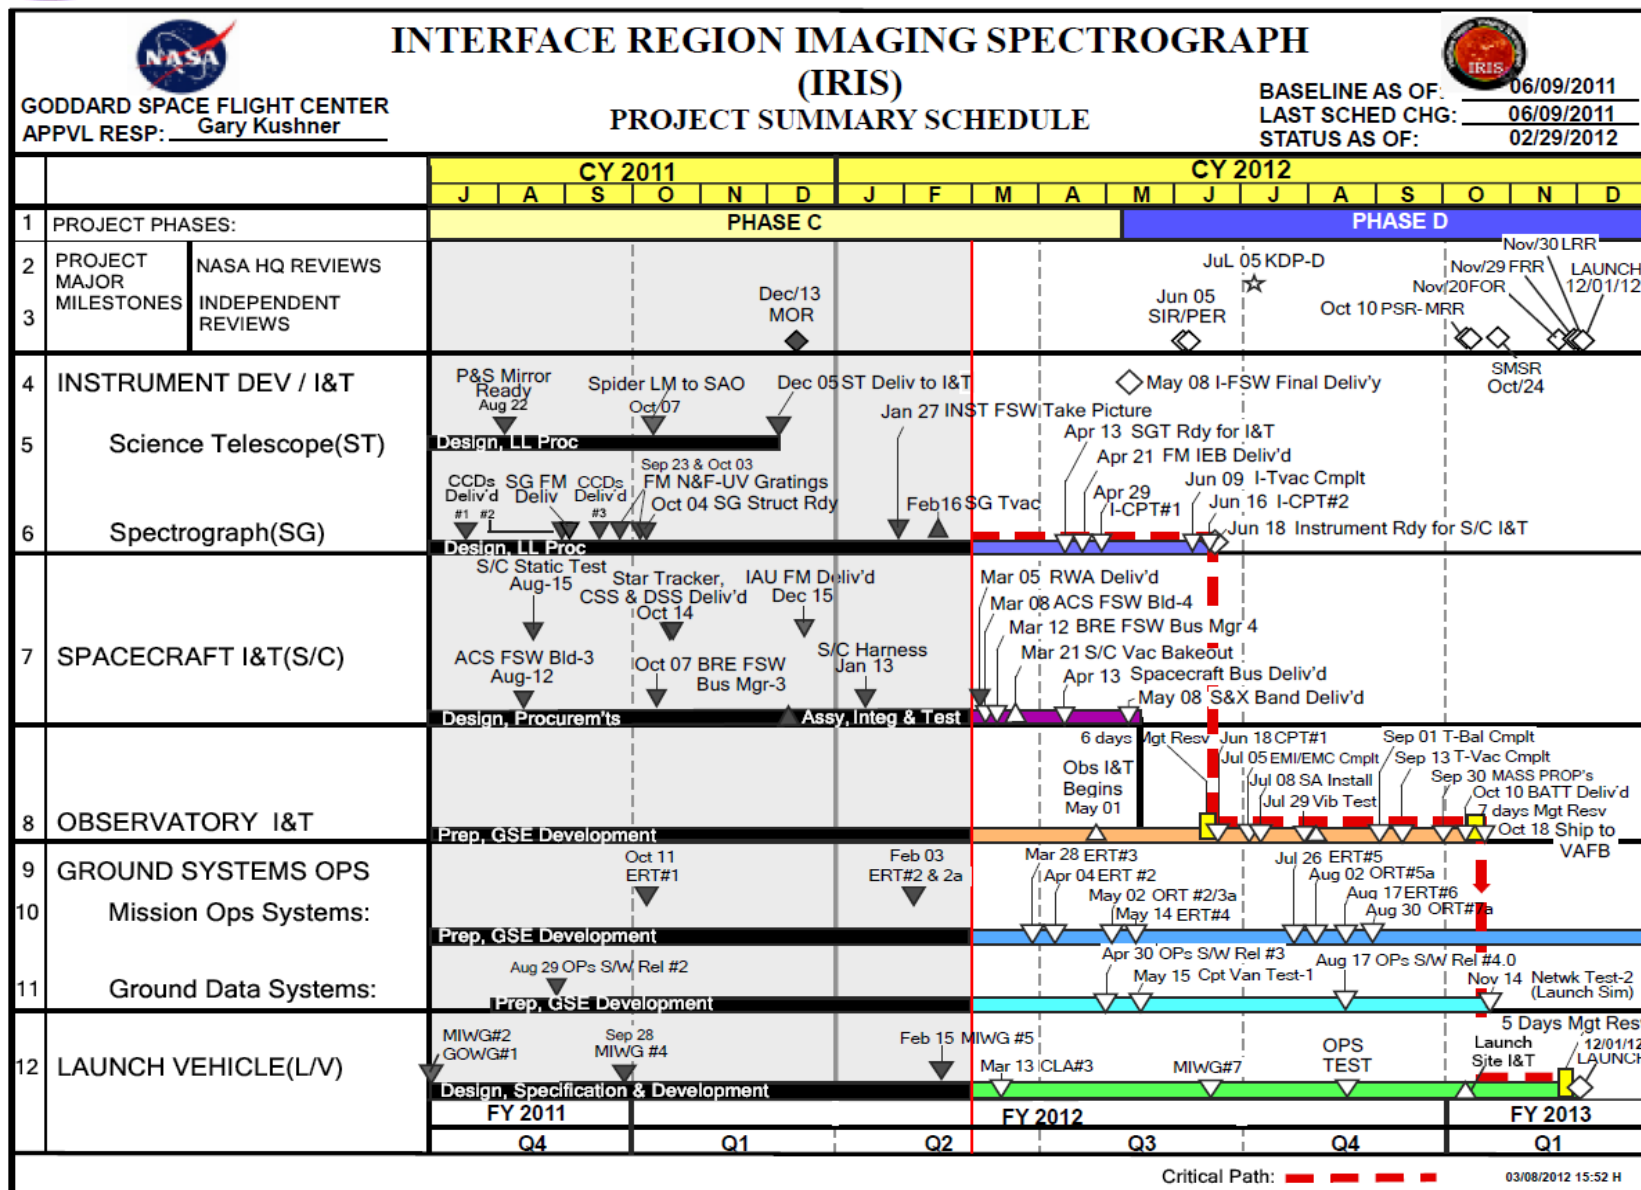 NASA
INTERFACE REGION IMAGING SPECTROGRAPH
(IRIS)
PROJECT SUMMARY SCHEDULE
IRIS
GODDARD SPACE FLIGHT CENTER
APPVL RESP: Gary Kushner
BASELINE AS OF: 06/09/2011
LAST SCHED CHG: 06/09/2011
STATUS AS OF: 02/29/2012
CY 2011 CY 2012
J A S O N D J F M A M J J A S O N D
1 PROJECT PHASES: PHASE C PHASE D
2 PROJECT MAJOR MILESTONES NASA HQ REVIEWS
3 INDEPENDENT REVIEWS
Dec/13
MOR
Jun 05
SIR/PER
JuL 05 KDP-D
Oct 10 PSR-MRR
Nov/20FOR
Nov/29 FRR
Nov/30 LRR
LAUNCH
12/01/12
SMSR
Oct/24
4 INSTRUMENT DEV / I&T
5 Science Telescope(ST)
P&S Mirror
Ready
Aug 22
Spider LM to SAO
Oct 07
Dec 05 ST Deliv to I&T
May 08 I-FSW Final Deliv'y
Jan 27 INST FSW Take Picture
Design, LL Proc
6 Spectrograph(SG)
CCDs
Deliv'd
#1 #2
SG FM
Deliv
CCDs
Deliv'd
#3
Sep 23 & Oct 03
FM N&F-UV Gratings
Oct 04 SG Struct Rdy
Feb16 SG Tvac
Apr 13 SGT Rdy for I&T
Apr 21 FM IEB Deliv'd
Apr 29
I-CPT#1
Jun 09 I-Tvac Cmplt
Jun 16 I-CPT#2
Jun 18 Instrument Rdy for S/C I&T
Design, LL Proc
7 SPACECRAFT I&T(S/C)
S/C Static Test
Aug-15
Star Tracker,
CSS & DSS Deliv'd
Oct 14
IAU FM Deliv'd
Dec 15
ACS FSW Bld-3
Aug-12
Oct 07 BRE FSW
Bus Mgr-3
S/C Harness
Jan 13
Mar 05 RWA Deliv'd
Mar 08 ACS FSW Bld-4
Mar 12 BRE FSW Bus Mgr 4
Mar 21 S/C Vac Bakeout
Apr 13 Spacecraft Bus Deliv'd
May 08 S&X Band Deliv'd
Design, Procurem'ts Assy, Integ & Test
8 OBSERVATORY I&T
6 days Mgt Resv
Obs I&T
Begins
May 01
Jun 18 CPT#1
Jul 05 EMI/EMC Cmplt
Jul 08 SA Install
Jul 29 Vib Test
Sep 01 T-Bal Cmplt
Sep 13 T-Vac Cmplt
Sep 30 MASS PROP's
Oct 10 BATT Deliv'd
7 days Mgt Resv
Oct 18 Ship to
VAFB
Prep, GSE Development
9 GROUND SYSTEMS OPS
10 Mission Ops Systems:
Oct 11
ERT#1
Feb 03
ERT#2 & 2a
Mar 28 ERT#3
Apr 04 ERT #2
May 02 ORT #2/3a
May 14 ERT#4
Jul 26 ERT#5
Aug 02 ORT#5a
Aug 17 ERT#6
Aug 30 ORT#7a
Prep, GSE Development
11 Ground Data Systems:
Aug 29 OPs S/W Rel #2
Apr 30 OPs S/W Rel #3
May 15 Cpt Van Test-1
Aug 17 OPs S/W Rel #4.0
Nov 14 Netwk Test-2
(Launch Sim)
Prep, GSE Development
12 LAUNCH VEHICLE(L/V)
MIWG#2
GOWG#1
Sep 28
MIWG #4
Feb 15 MIWG #5
Mar 13 CLA#3
MIWG#7
OPS
TEST
Launch
Site I&T
5 Days Mgt Res
12/01/12
LAUNCH
Design, Specification & Development
FY 2011 FY 2012 FY 2013
Q4 Q1 Q2 Q3 Q4 Q1
Critical Path:
03/08/2012 15:52 H